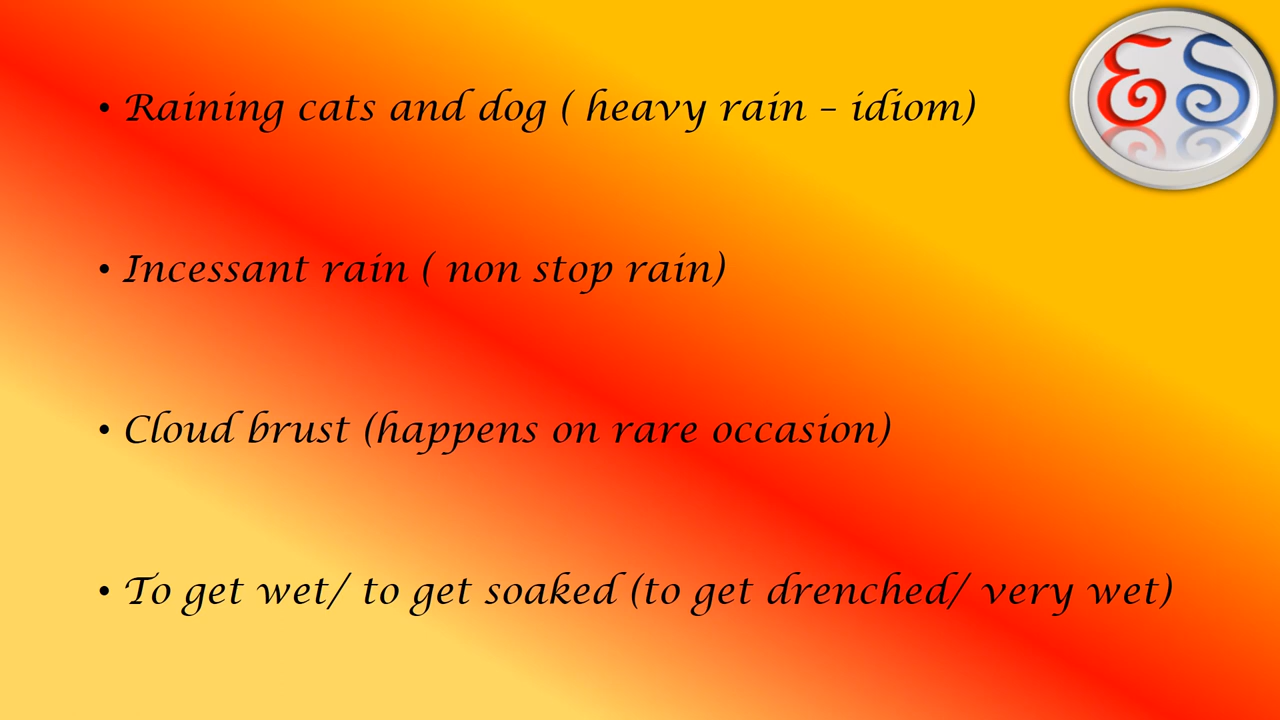 ES
• Raining cats and dog ( heavy rain – idiom)
• Incessant rain ( non stop rain)
• Cloud brust (happens on rare occasion)
• To get wet/ to get soaked (to get drenched/ very wet)